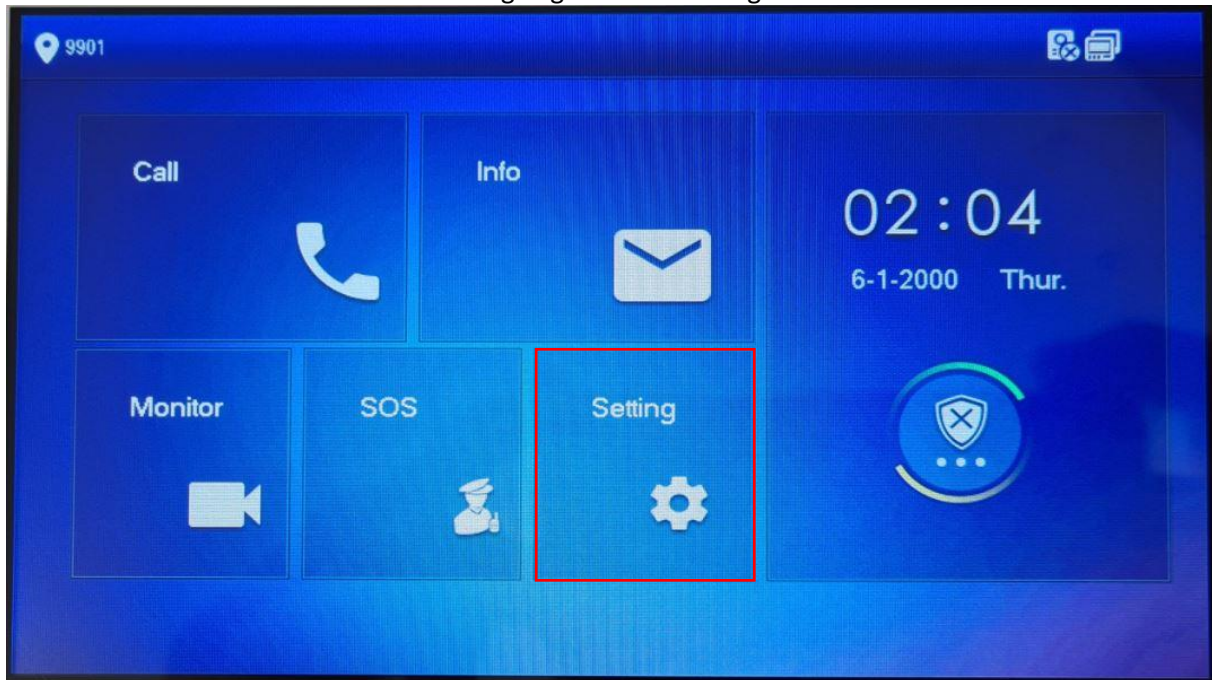 9901
Call
Info
02:04
6-1-2000 Thur.
Monitor
SOS
Setting